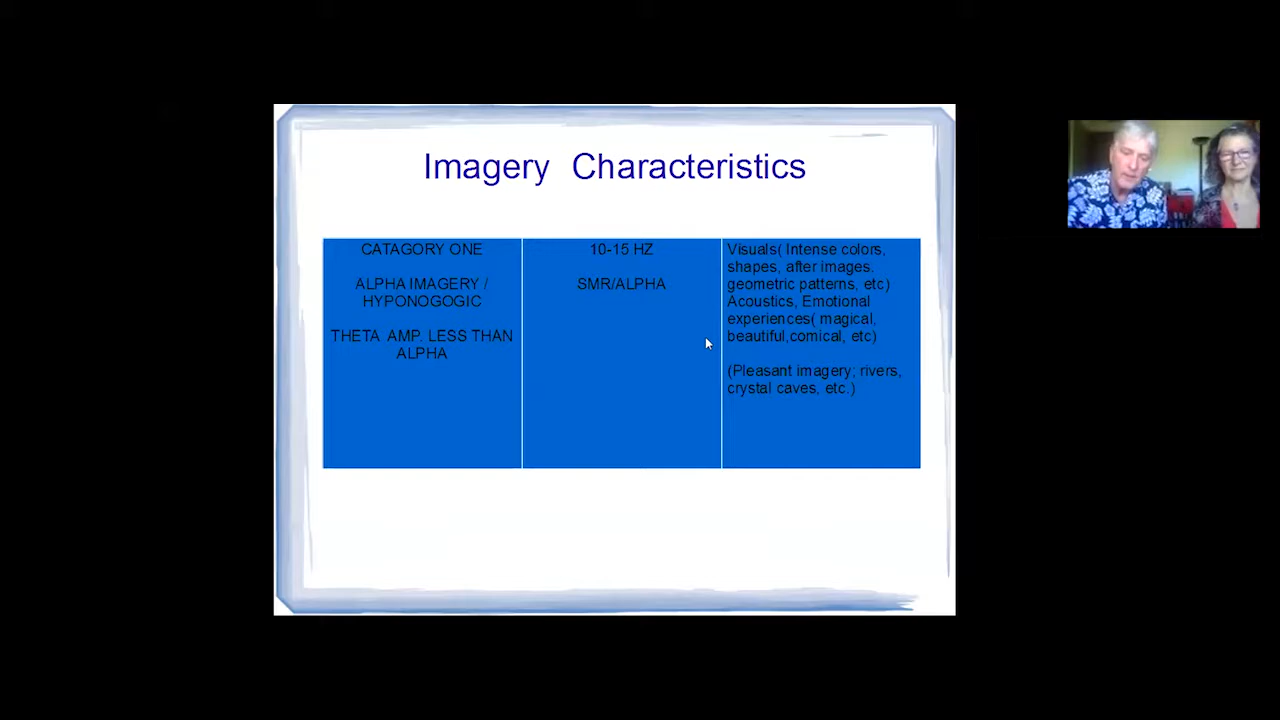 Imagery Characteristics
CATAGORY ONE
ALPHA IMAGERY /
HYPONOGOGIC
THETA AMP. LESS THAN
ALPHA
10-15 HZ
SMR/ALPHA
Visuals( Intense colors,
shapes, after images.
geometric patterns, etc)
Acoustics, Emotional
experiences( magical,
beautiful,comical, etc)
(Pleasant imagery; rivers,
crystal caves, etc.)